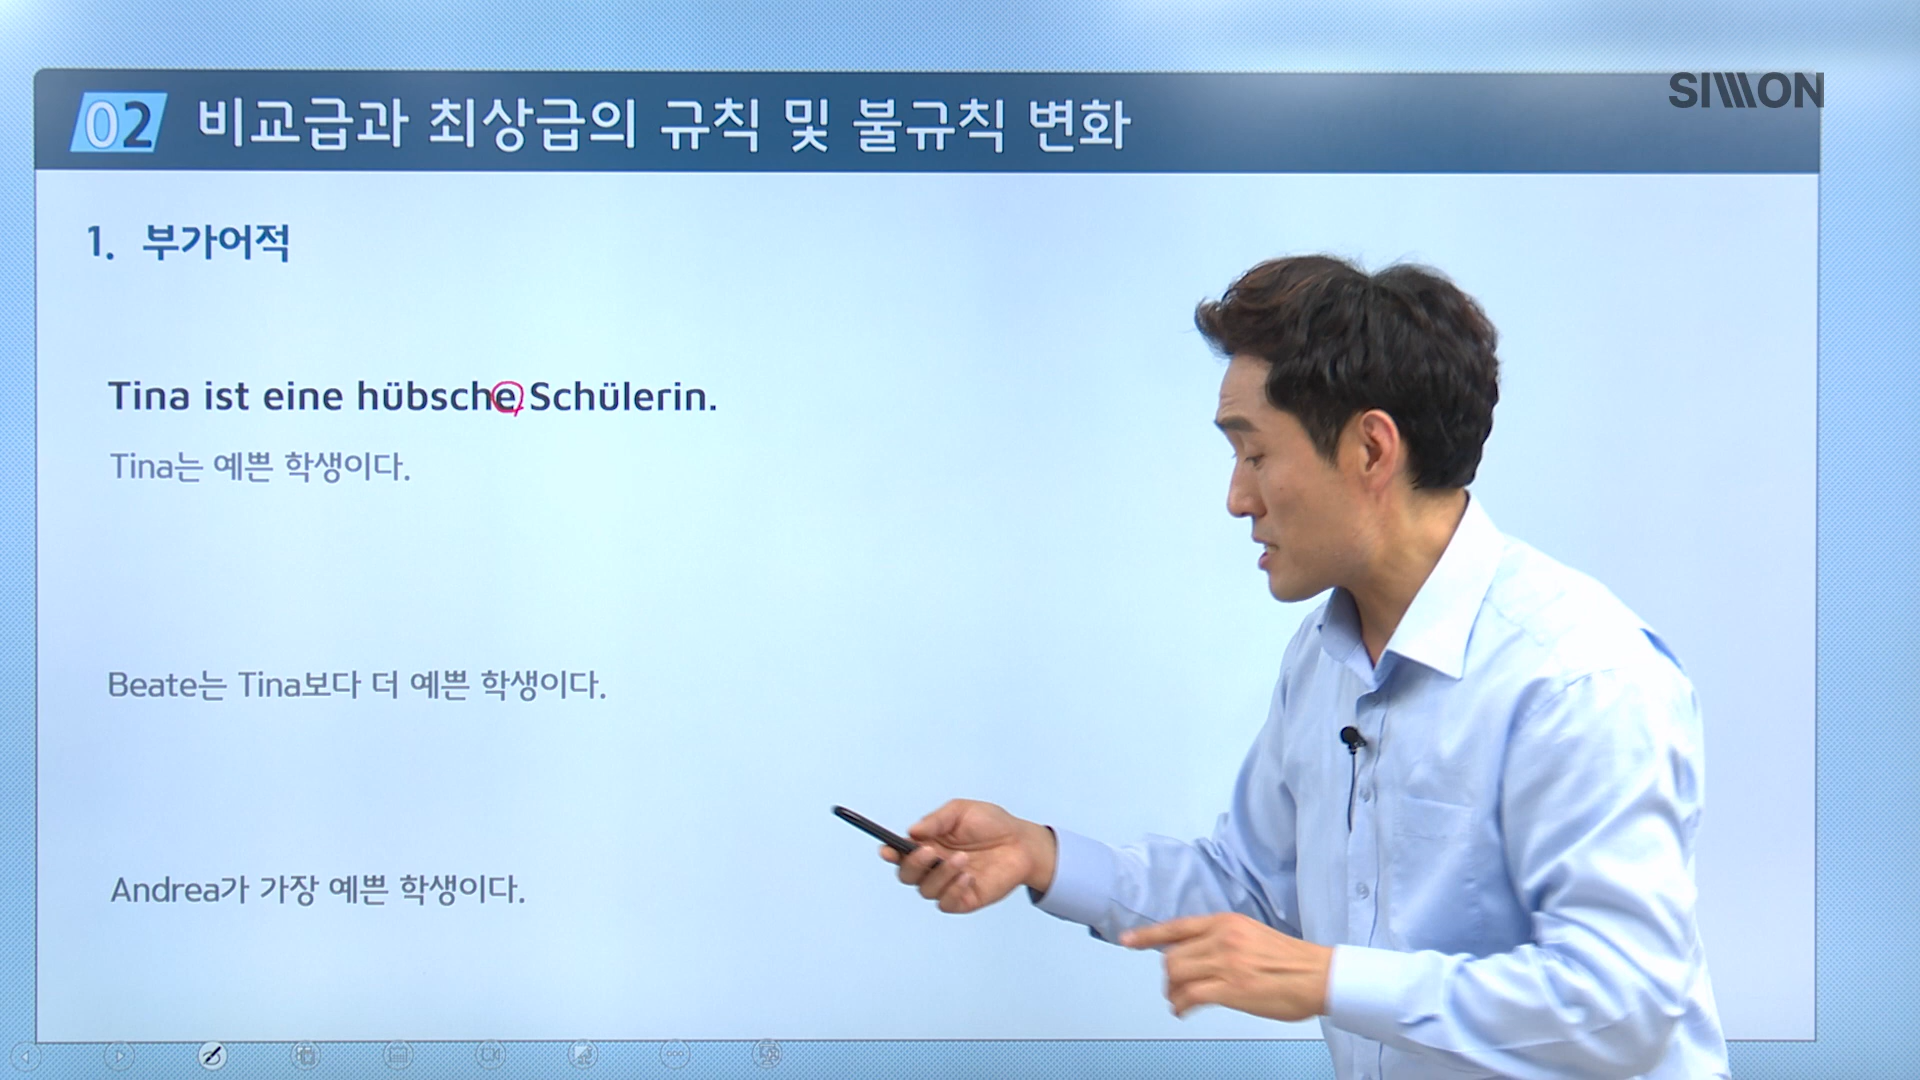 SIMON
02 비교급과 최상급의 규칙 및 불규칙 변화
1. 부가어적
Tina ist eine hübsche Schülerin.
Tina는 예쁜 학생이다.
Beate는 Tina보다 더 예쁜 학생이다.
Andrea가 가장 예쁜 학생이다.